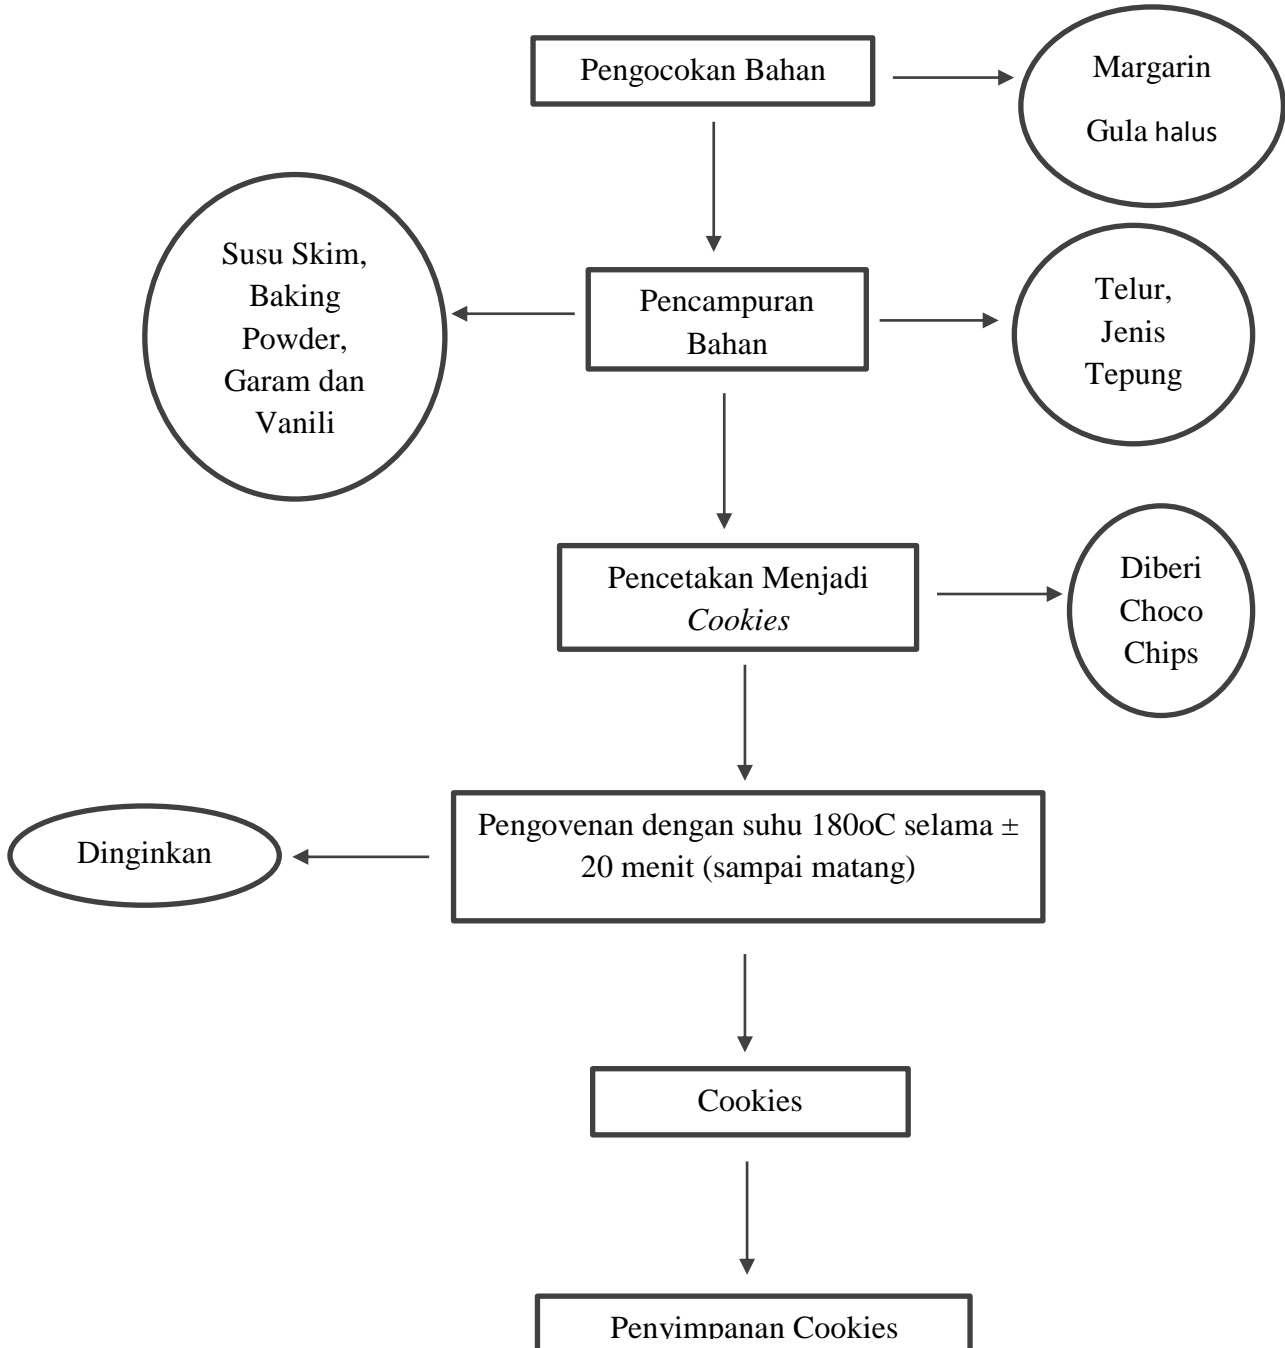 Pengocokan Bahan
Margarin
Gula halus
Susu Skim,
Baking
Powder,
Garam dan
Vanili
Pencampuran
Bahan
Telur,
Jenis
Tepung
Pencetakan Menjadi
Cookies
Diberi
Choco
Chips
Dinginkan
Pengovenan dengan suhu 180oC selama ±
20 menit (sampai matang)
Cookies
Penyimpanan Cookies